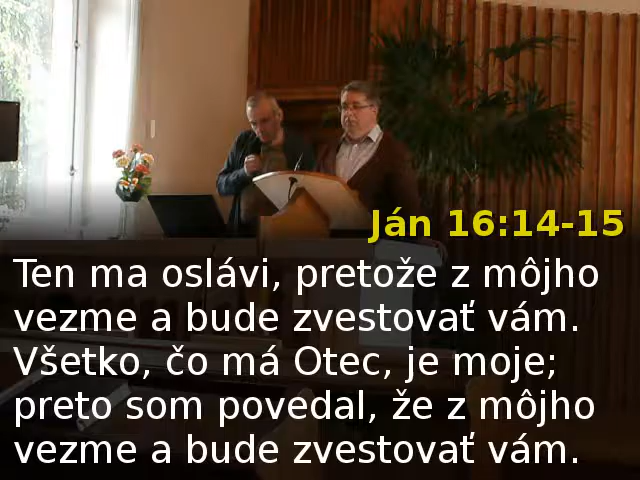 Ján 16:14-15
Ten ma oslávi, pretože z môjho
vezme a bude zvestovať vám.
Všetko, čo má Otec, je moje;
preto som povedal, že z môjho
vezme a bude zvestovať vám.